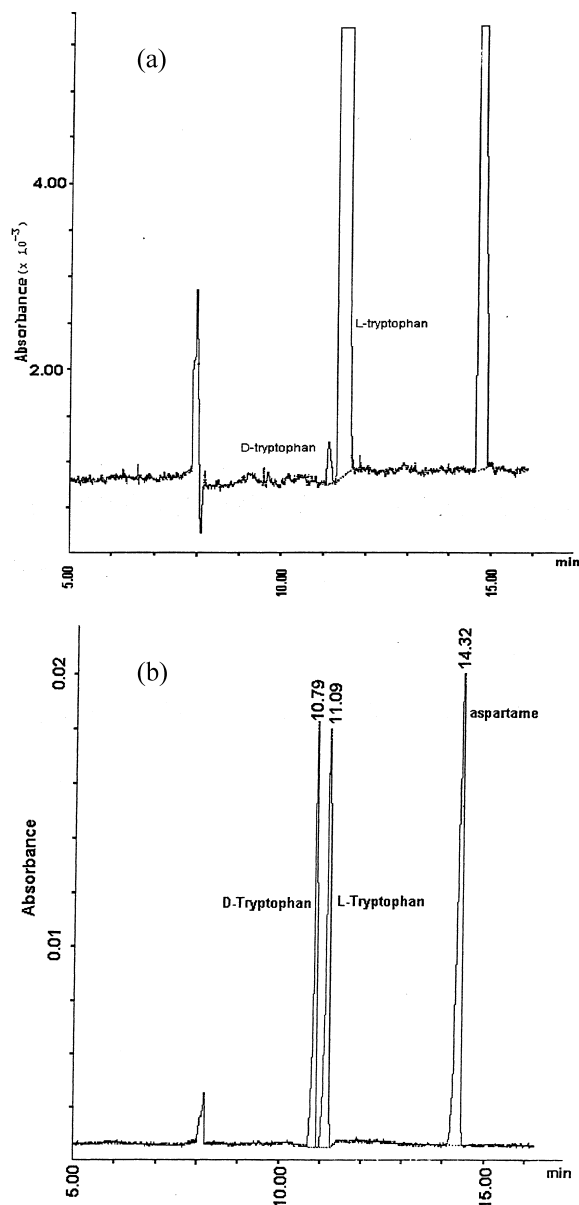 (a)
4.00
Absorbance (x 10⁻³)
L-tryptophan
2.00
D-tryptophan
5.00
10.00
15.00
min
(b)
0.02
10.79
11.09
14.32
aspartame
Absorbance
D-Tryptophan
L-Tryptophan
0.01
5.00
10.00
15.00
min